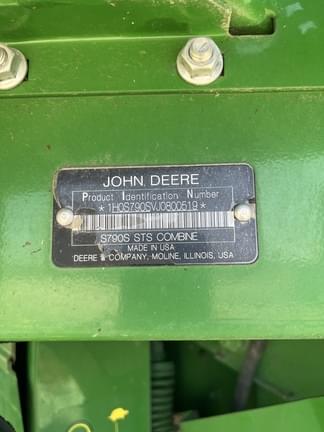 JOHN DEERE
Product Identification Number
*1H0S790SVJ0800519*
S790S STS COMBINE
MADE IN USA
DEERE & COMPANY, MOLINE, ILLINOIS, USA